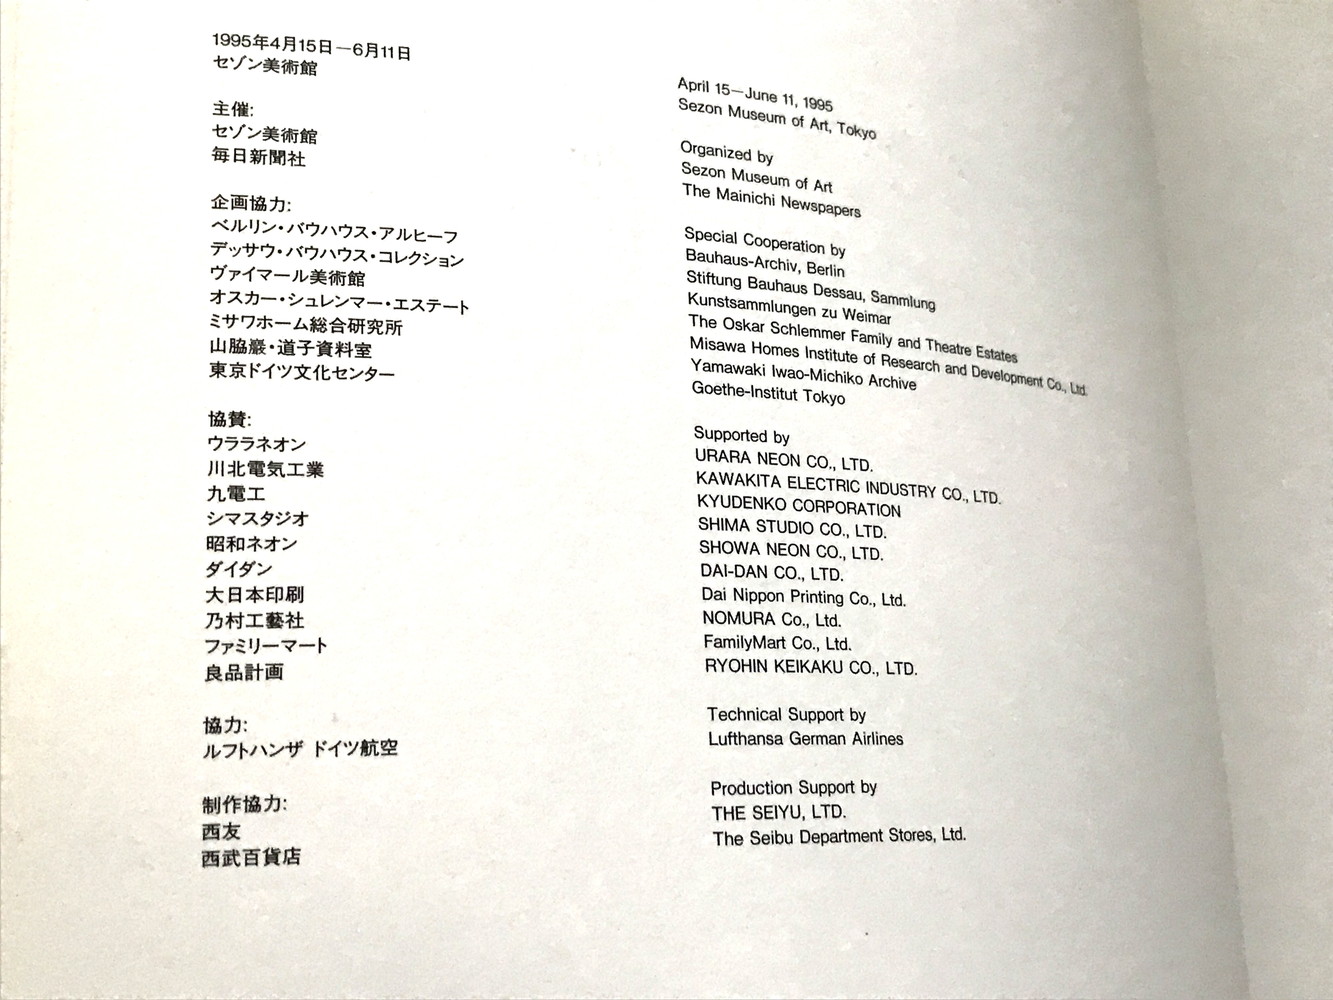 1995年4月15日—6月11日
セゾン美術館
主催:
セゾン美術館
毎日新聞社
企画協力:
ベルリン・バウハウス・アルヒーフ
デッサウ・バウハウス・コレクション
ヴァイマール美術館
オスカー・シュレンマー・エステート
ミサワホーム総合研究所
山脇巖・道子資料室
東京ドイツ文化センター
協賛:
ウララネオン
川北電気工業
九電工
シマスタジオ
昭和ネオン
ダイダン
大日本印刷
乃村工藝社
ファミリーマート
良品計画
協力:
ルフトハンザ ドイツ航空
制作協力:
西友
西武百貨店
April 15—June 11, 1995
Sezon Museum of Art, Tokyo
Organized by
Sezon Museum of Art
The Mainichi Newspapers
Special Cooperation by
Bauhaus-Archiv, Berlin
Stiftung Bauhaus Dessau, Sammlung
Kunstsammlungen zu Weimar
The Oskar Schlemmer Family and Theatre Estates
Misawa Homes Institute of Research and Development Co., Ltd.
Yamawaki Iwao-Michiko Archive
Goethe-Institut Tokyo
Supported by
URARA NEON CO., LTD.
KAWAKITA ELECTRIC INDUSTRY CO., LTD.
KYUDENKO CORPORATION
SHIMA STUDIO CO., LTD.
SHOWA NEON CO., LTD.
DAI-DAN CO., LTD.
Dai Nippon Printing Co., Ltd.
NOMURA Co., Ltd.
FamilyMart Co., Ltd.
RYOHIN KEIKAKU CO., LTD.
Technical Support by
Lufthansa German Airlines
Production Support by
THE SEIYU, LTD.
The Seibu Department Stores, Ltd.